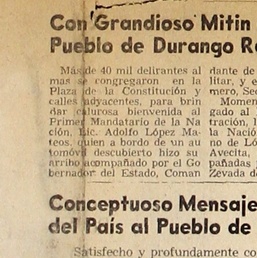 Con 'Grandioso' Mitin
Pueblo de Durango R
Más de 40 mil delirantes al
mas se congregaron en la
Plaza de la Constitución y
calles adyacentes, para brin
dar calurosa bienvenida al
Primer Mandatario de la Na
ción, Lic. Adolfo López Ma
teos, quien a bordo de un au
tomóvil descubierto hizo su
arribo acompañado por el Go
bernador del Estado, Coman
dante de
litar, y e
mero, Sec
Momen
gado al
tración, l
la Nació
no de Ló
Avecita,
pañadas
Zevada d
Conceptuoso Mensaje
del País al Pueblo de
Satisfecho y profundamente co